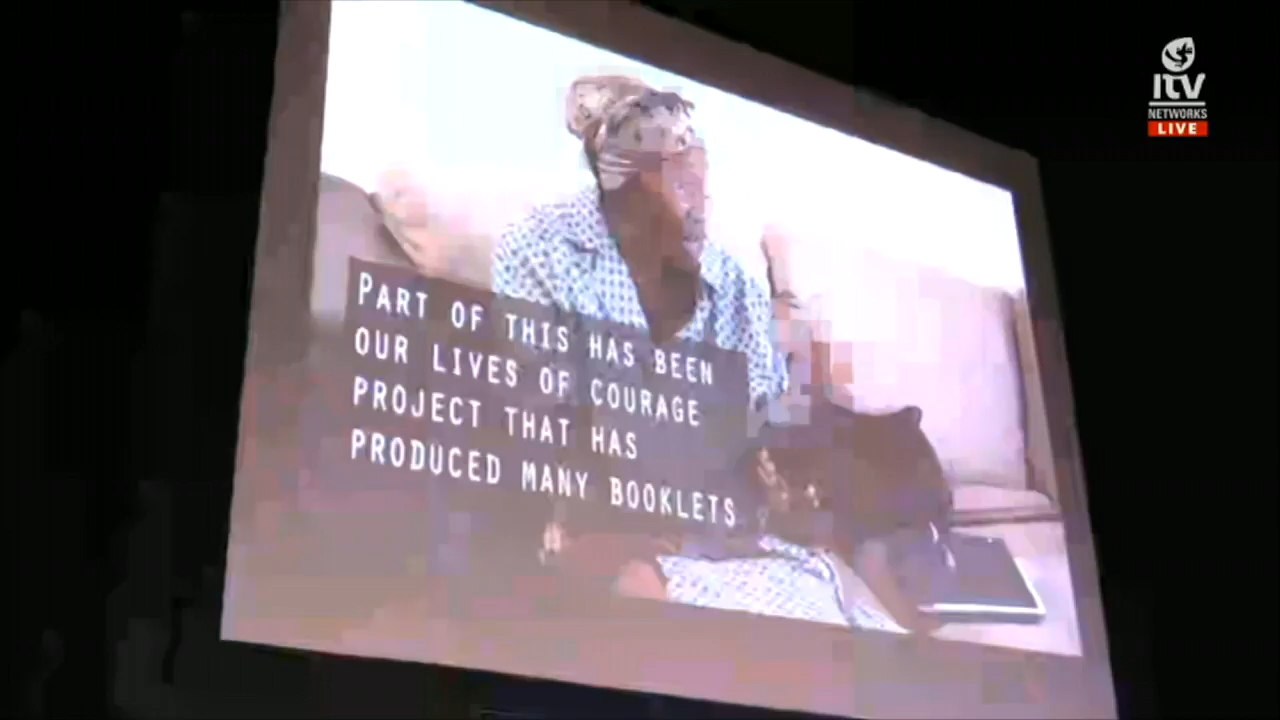 PART OF THIS HAS BEEN
OUR LIVES OF COURAGE
PROJECT THAT HAS
PRODUCED MANY BOOKLETS
itv
NETWORKS
LIVE